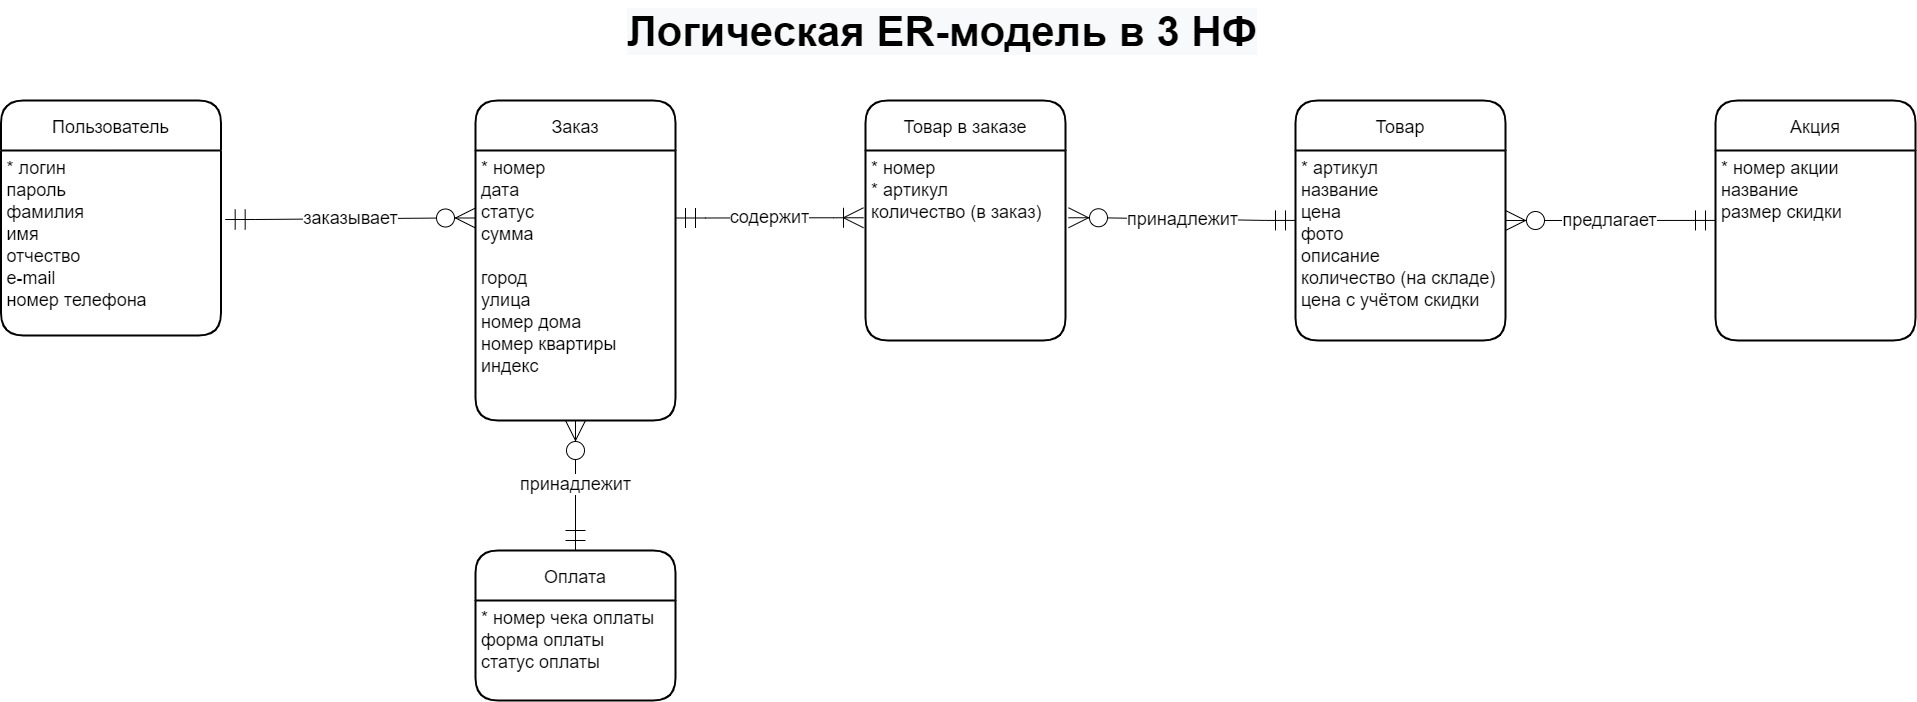 Логическая ER-модель в 3 НФ
Пользователь
* логин
пароль
фамилия
имя
отчество
e-mail
номер телефона
заказывает
Заказ
* номер
дата
статус
сумма
город
улица
номер дома
номер квартиры
индекс
содержит
Товар в заказе
* номер
* артикул
количество (в заказ)
принадлежит
Товар
* артикул
название
цена
фото
описание
количество (на складе)
цена с учётом скидки
предлагает
Акция
* номер акции
название
размер скидки
принадлежит
Оплата
* номер чека оплаты
форма оплаты
статус оплаты